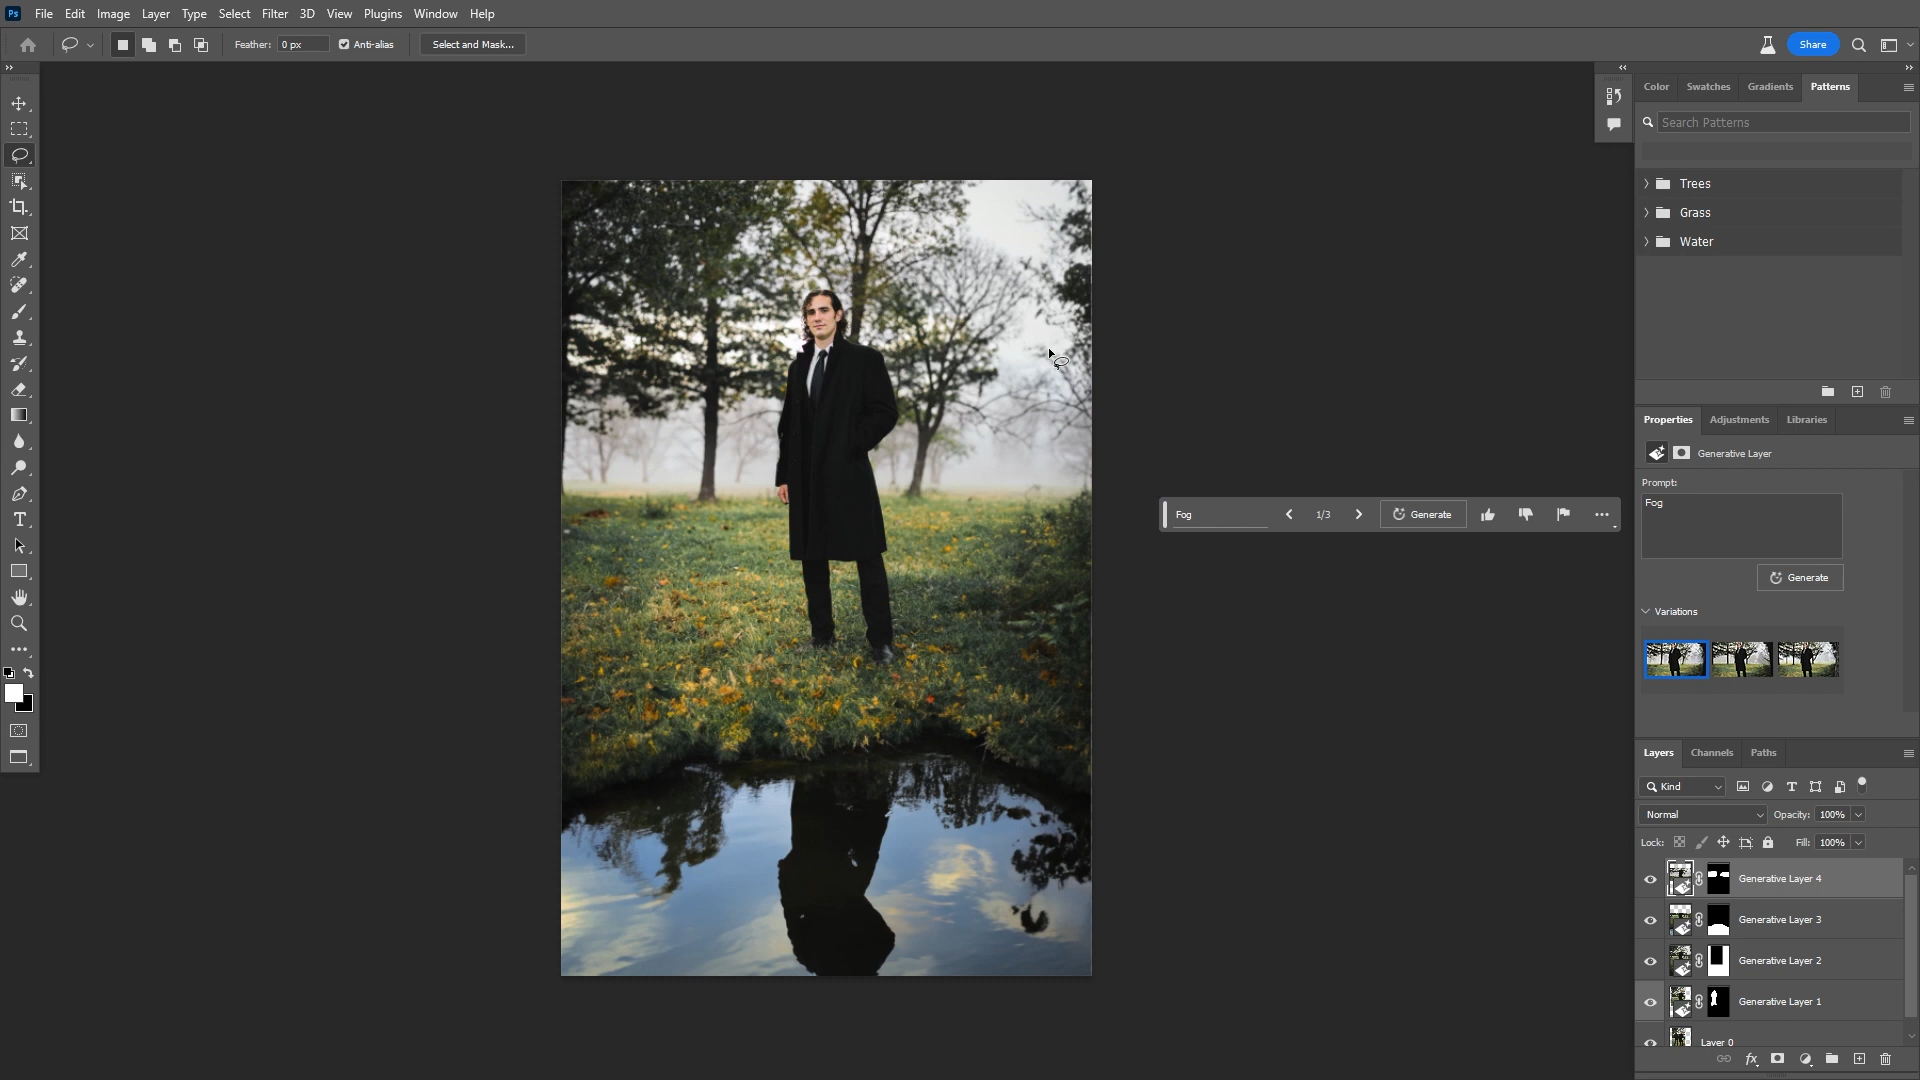 Ps File Edit Image Layer Type Select Filter 3D View Plugins Window Help
Feather: 0 px Anti-alias Select and Mask... Share
Color Swatches Gradients Patterns
Search Patterns
Trees
Grass
Water
Properties Adjustments Libraries
Generative Layer
Prompt:
Fog
Fog 1/3 Generate
Generate
Variations
Layers Channels Paths
Kind
Normal Opacity: 100%
Lock: Fill: 100%
Generative Layer 4
Generative Layer 3
Generative Layer 2
Generative Layer 1
Layer 0